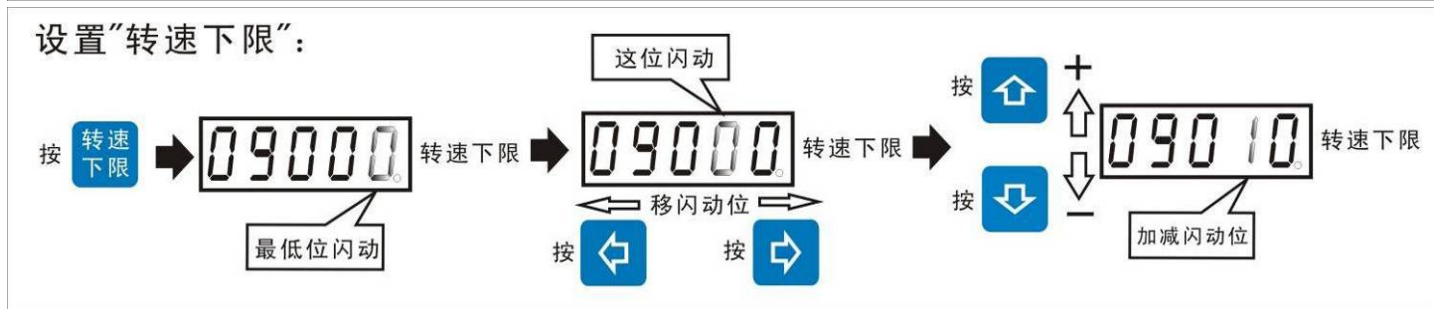 设置"转速下限":
按 转速下限 09000 转速下限
最低位闪动
这位闪动
09000 转速下限
移闪动位
按 按
按 +
按 −
09010 转速下限
加减闪动位